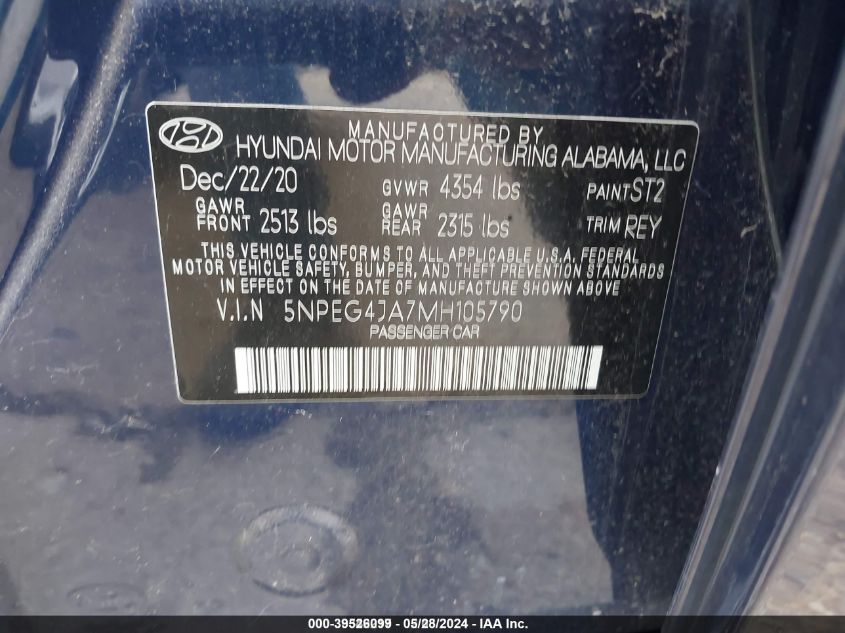 MANUFACTURED BY
HYUNDAI MOTOR MANUFACTURING ALABAMA, LLC
Dec/22/20 GVWR 4354 lbs PAINT ST2
GAWR FRONT 2513 lbs GAWR REAR 2315 lbs TRIM REY
THIS VEHICLE CONFORMS TO ALL APPLICABLE U.S.A. FEDERAL
MOTOR VEHICLE SAFETY, BUMPER, AND THEFT PREVENTION STANDARDS
IN EFFECT ON THE DATE OF MANUFACTURE SHOWN ABOVE
V.I.N 5NPEG4JA7MH105790
PASSENGER CAR
000-39526099 - 05/28/2024 - IAAI.com